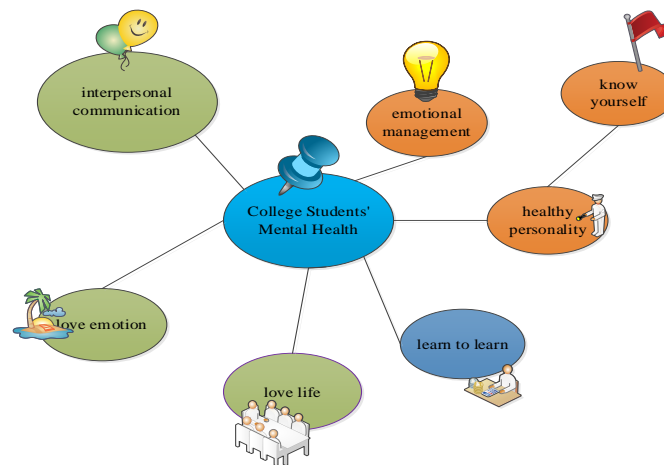 interpersonal
communication
emotional
management
know
yourself
College Students'
Mental Health
healthy
personality
love emotion
learn to learn
love life